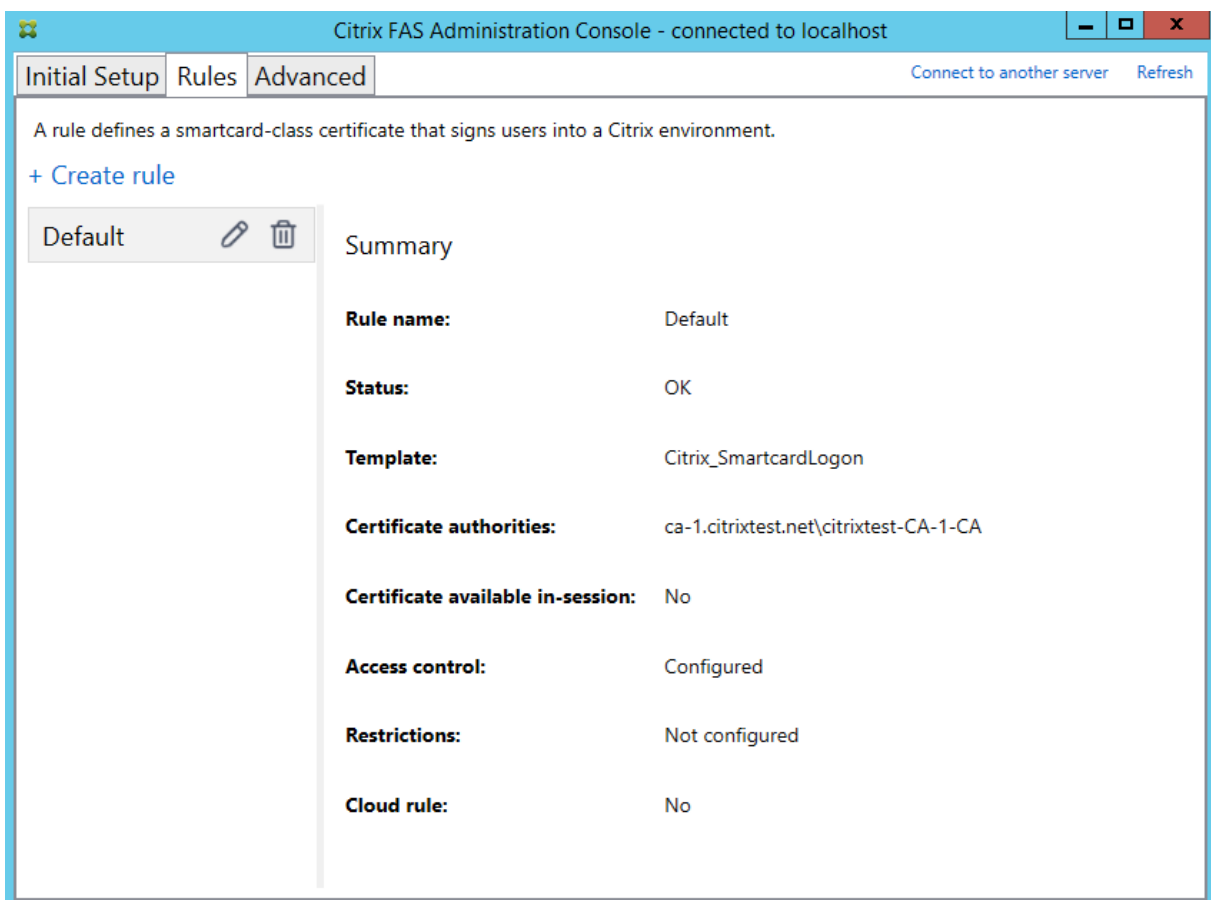 Citrix FAS Administration Console - connected to localhost
Initial Setup Rules Advanced Connect to another server Refresh
A rule defines a smartcard-class certificate that signs users into a Citrix environment.
+ Create rule
Default
Summary
Rule name: Default
Status: OK
Template: Citrix_SmartcardLogon
Certificate authorities: ca-1.citrixtest.net\citrixtest-CA-1-CA
Certificate available in-session: No
Access control: Configured
Restrictions: Not configured
Cloud rule: No